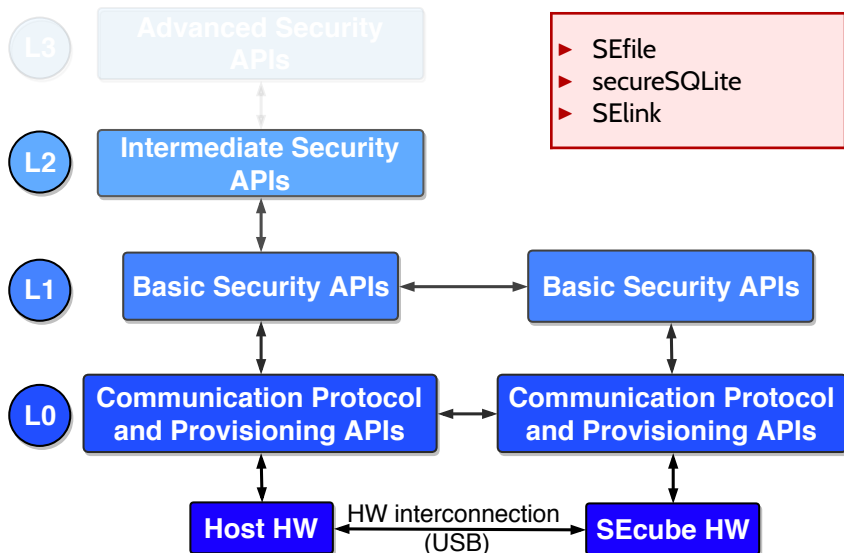 L3
Advanced Security
APIs
SEfile
secureSQLite
SElink
L2
Intermediate Security
APIs
L1
Basic Security APIs
Basic Security APIs
L0
Communication Protocol
and Provisioning APIs
Communication Protocol
and Provisioning APIs
Host HW
HW interconnection
(USB)
SEcube HW